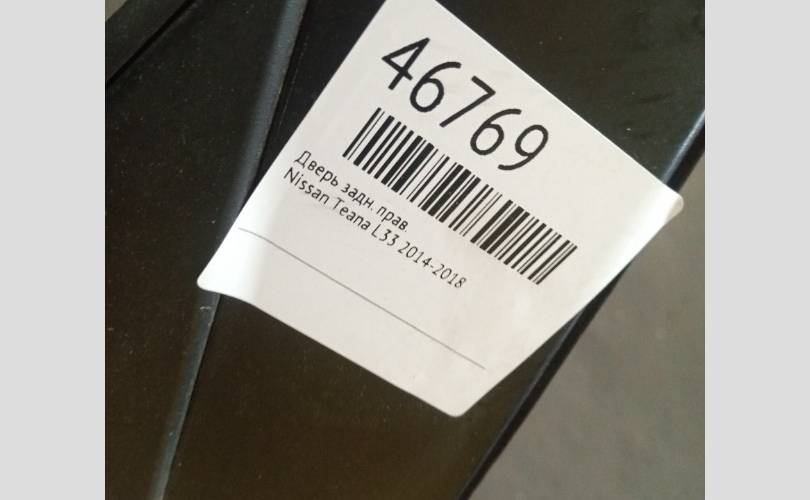 46769
Дверь задн. прав.
Nissan Teana L33 2014-2018